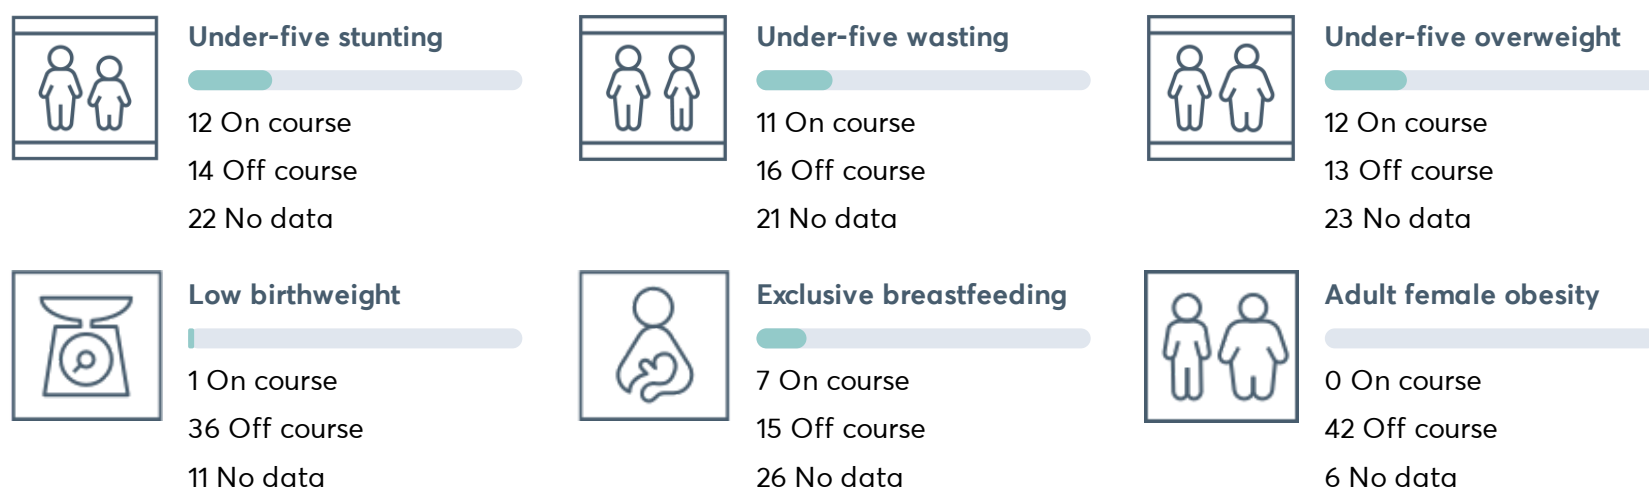 Under-five stunting
12 On course
14 Off course
22 No data
Under-five wasting
11 On course
16 Off course
21 No data
Under-five overweight
12 On course
13 Off course
23 No data
Low birthweight
1 On course
36 Off course
11 No data
Exclusive breastfeeding
7 On course
15 Off course
26 No data
Adult female obesity
0 On course
42 Off course
6 No data